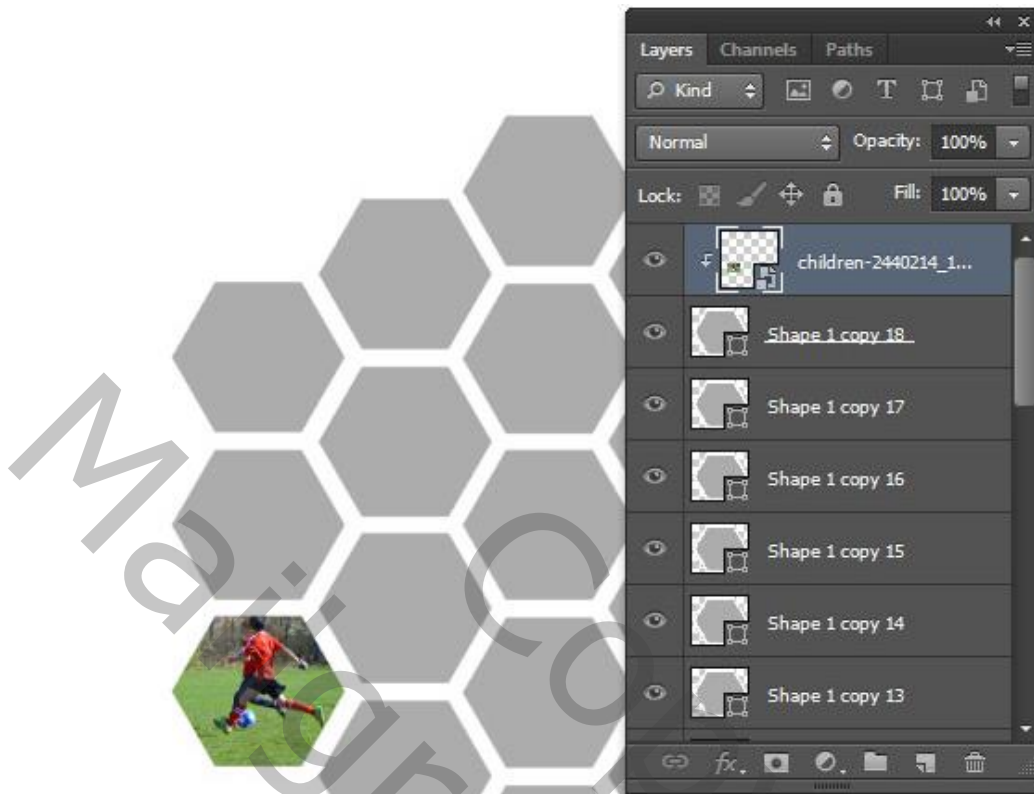 Layers Channels Paths
Kind T
Normal Opacity: 100%
Lock: Fill: 100%
children-2440214_1...
Shape 1 copy 18
Shape 1 copy 17
Shape 1 copy 16
Shape 1 copy 15
Shape 1 copy 14
Shape 1 copy 13
fx.